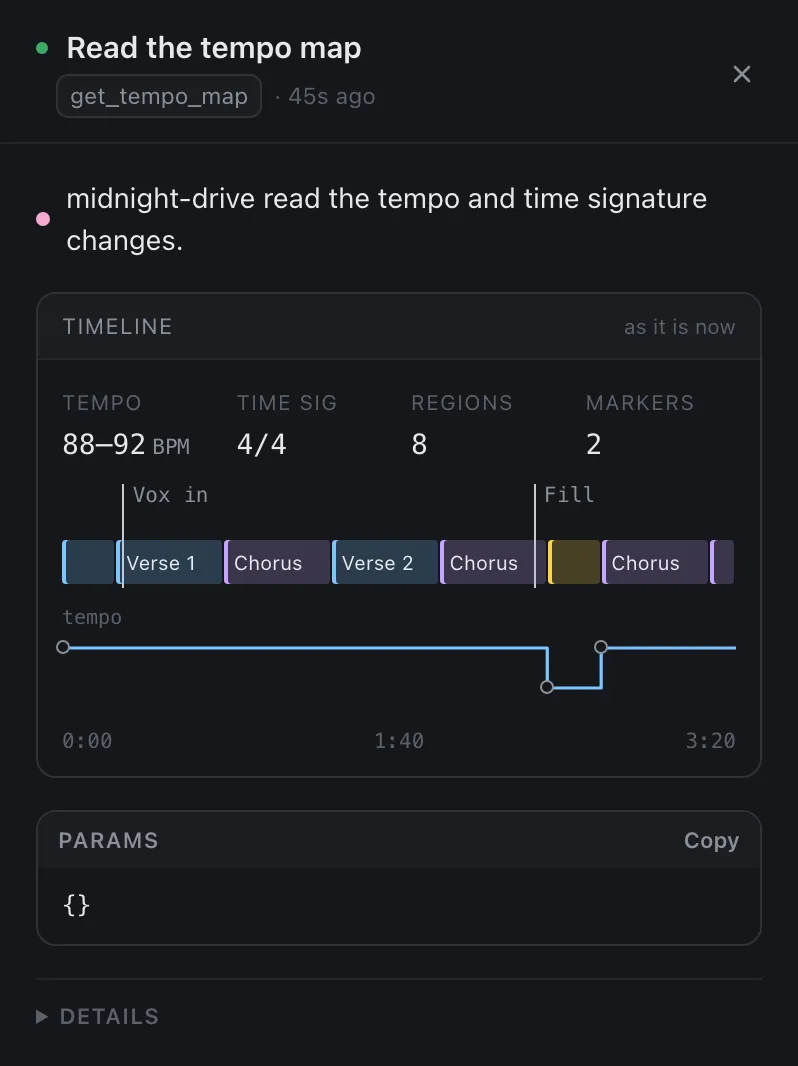 Read the tempo map
get_tempo_map · 45s ago
midnight-drive read the tempo and time signature
changes.
TIMELINE as it is now
TEMPO TIME SIG REGIONS MARKERS
88–92 BPM 4/4 8 2
Vox in Fill
Verse 1 Chorus Verse 2 Chorus Chorus
tempo
0:00 1:40 3:20
PARAMS Copy
{}
DETAILS